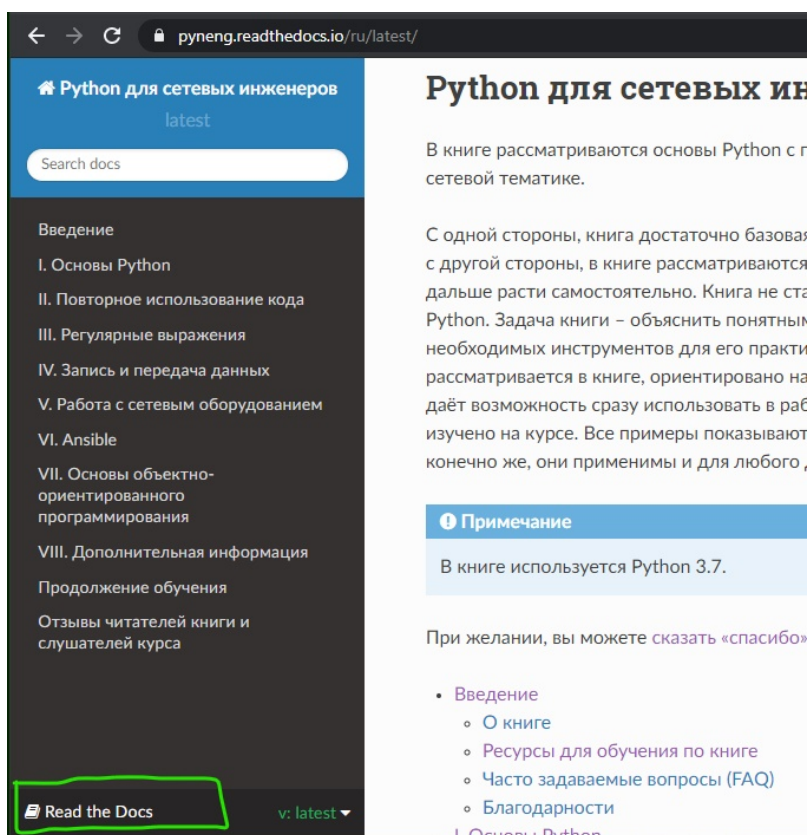 pyneng.readthedocs.io/ru/latest/
Python для сетевых инженеров
latest
Search docs
Введение
I. Основы Python
II. Повторное использование кода
III. Регулярные выражения
IV. Запись и передача данных
V. Работа с сетевым оборудованием
VI. Ansible
VII. Основы объектно-
ориентированного
программирования
VIII. Дополнительная информация
Продолжение обучения
Отзывы читателей книги и
слушателей курса
Read the Docs
v: latest
Python для сетевых ин
В книге рассматриваются основы Python с п
сетевой тематике.
С одной стороны, книга достаточно базовая
с другой стороны, в книге рассматриваются
дальше расти самостоятельно. Книга не ста
Python. Задача книги – объяснить понятным
необходимых инструментов для его практи
рассматривается в книге, ориентировано на
даёт возможность сразу использовать в раб
изучено на курсе. Все примеры показывают
конечно же, они применимы и для любого
Примечание
В книге используется Python 3.7.
При желании, вы можете сказать «спасибо»
Введение
О книге
Ресурсы для обучения по книге
Часто задаваемые вопросы (FAQ)
Благодарности
I. Основы Python